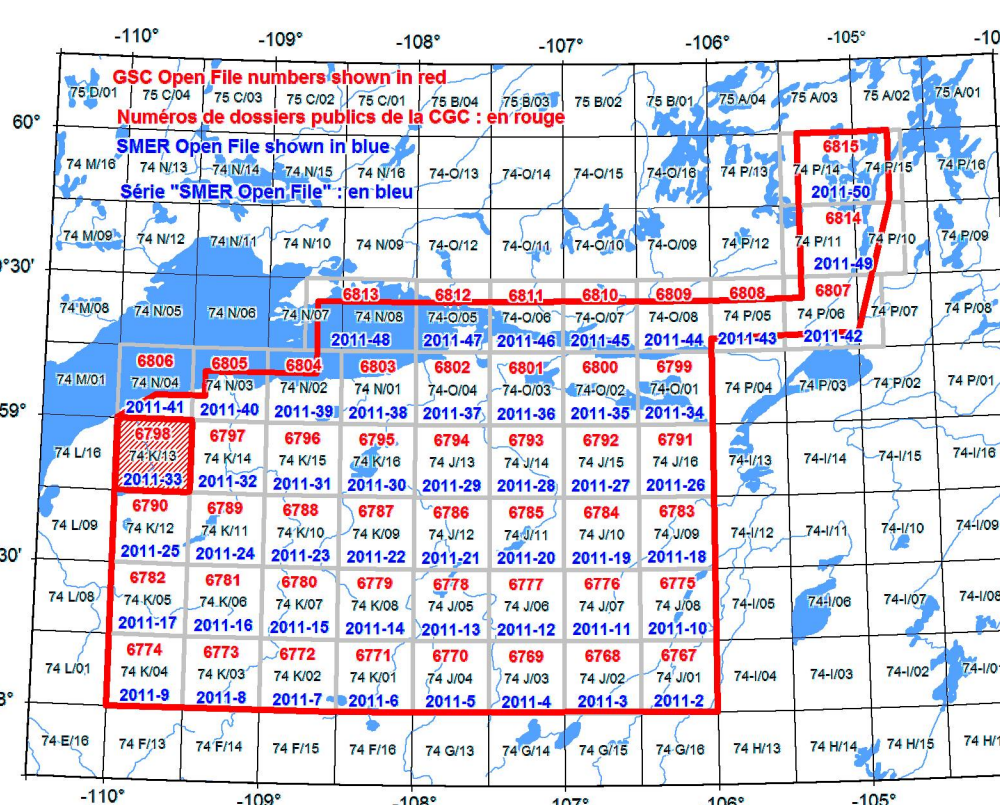 -110° -109° -108° -107° -106° -105° -10
GSC Open File numbers shown in red
75 D/01 75 C/04 75 C/03 75 C/02 75 C/01 75 B/04 75 B/03 75 B/02 75 B/01 75 A/04 75 A/03 75 A/02 75 A/01
Numéros de dossiers publics de la CGC : en rouge
60°
SMER Open File shown in blue
6815
74 M/16 74 N/13 74 N/14 74 N/15 74 N/16 74-O/13 74-O/14 74-O/15 74-O/16 74 P/13 74 P/14 74 P/15 74 P/16
Série "SMER Open File" : en bleu
2011-50
6814
74 M/09 74 N/12 74 N/11 74 N/10 74 N/09 74-O/12 74-O/11 74-O/10 74-O/09 74 P/12 74 P/11 74 P/10 74 P/09
2011-49
9°30'
6813 6812 6811 6810 6809 6808 6807
74 M/08 74 N/05 74 N/06 74 N/07 74 N/08 74-O/05 74-O/06 74-O/07 74-O/08 74 P/05 74 P/06 74 P/07 74 P/08
2011-48 2011-47 2011-46 2011-45 2011-44 2011-43 2011-42
6806 6805 6804 6803 6802 6801 6800 6799
74 M/01 74 N/04 74 N/03 74 N/02 74 N/01 74-O/04 74-O/03 74-O/02 74-O/01 74 P/04 74 P/03 74 P/02 74 P/01
2011-41 2011-40 2011-39 2011-38 2011-37 2011-36 2011-35 2011-34
59°
6798 6797 6796 6795 6794 6793 6792 6791
74 L/16 74 K/13 74 K/14 74 K/15 74 K/16 74 J/13 74 J/14 74 J/15 74 J/16 74-I/13 74-I/14 74-I/15 74-I/16
2011-33 2011-32 2011-31 2011-30 2011-29 2011-28 2011-27 2011-26
6790 6789 6788 6787 6786 6785 6784 6783
74 L/09 74 K/12 74 K/11 74 K/10 74 K/09 74 J/12 74 J/11 74 J/10 74 J/09 74-I/12 74-I/11 74-I/10 74-I/09
2011-25 2011-24 2011-23 2011-22 2011-21 2011-20 2011-19 2011-18
30'
6782 6781 6780 6779 6778 6777 6776 6775
74 L/08 74 K/05 74 K/06 74 K/07 74 K/08 74 J/05 74 J/06 74 J/07 74 J/08 74-I/05 74-I/06 74-I/07 74-I/08
2011-17 2011-16 2011-15 2011-14 2011-13 2011-12 2011-11 2011-10
6774 6773 6772 6771 6770 6769 6768 6767
74 L/01 74 K/04 74 K/03 74 K/02 74 K/01 74 J/04 74 J/03 74 J/02 74 J/01 74-I/04 74-I/03 74-I/02 74-I/01
2011-9 2011-8 2011-7 2011-6 2011-5 2011-4 2011-3 2011-2
8°
74 E/16 74 F/13 74 F/14 74 F/15 74 F/16 74 G/13 74 G/14 74 G/15 74 G/16 74 H/13 74 H/14 74 H/15 74 H/1
-110° -109° -108° -107° -106° -105°